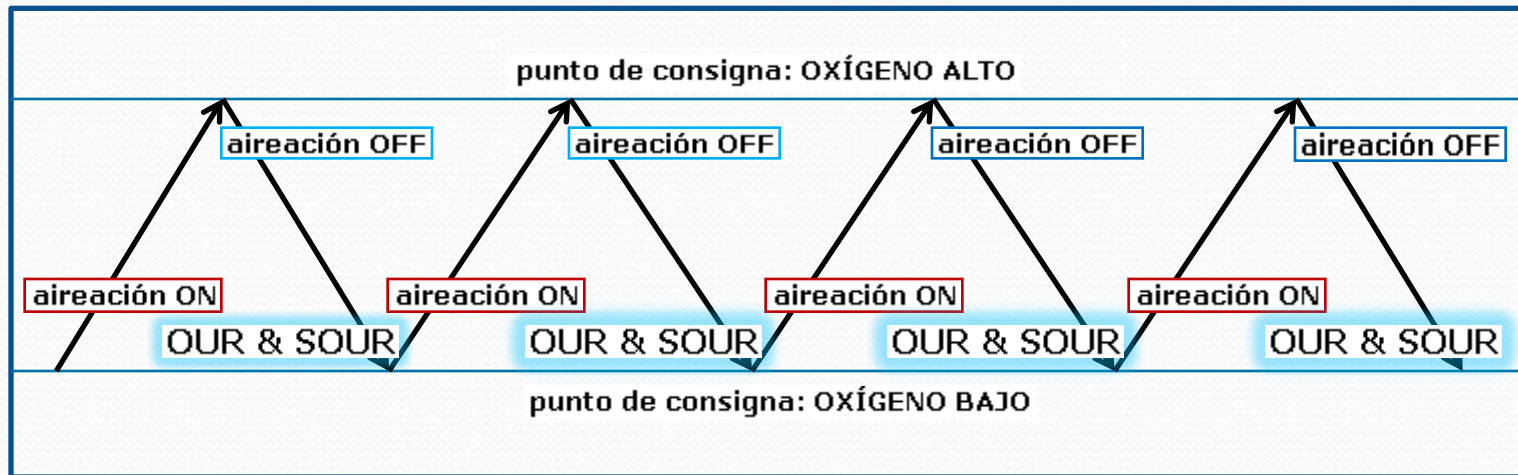 punto de consigna: OXÍGENO ALTO
aireación OFF
aireación OFF
aireación OFF
aireación OFF
aireación ON
aireación ON
aireación ON
aireación ON
OUR & SOUR
OUR & SOUR
OUR & SOUR
OUR & SOUR
punto de consigna: OXÍGENO BAJO